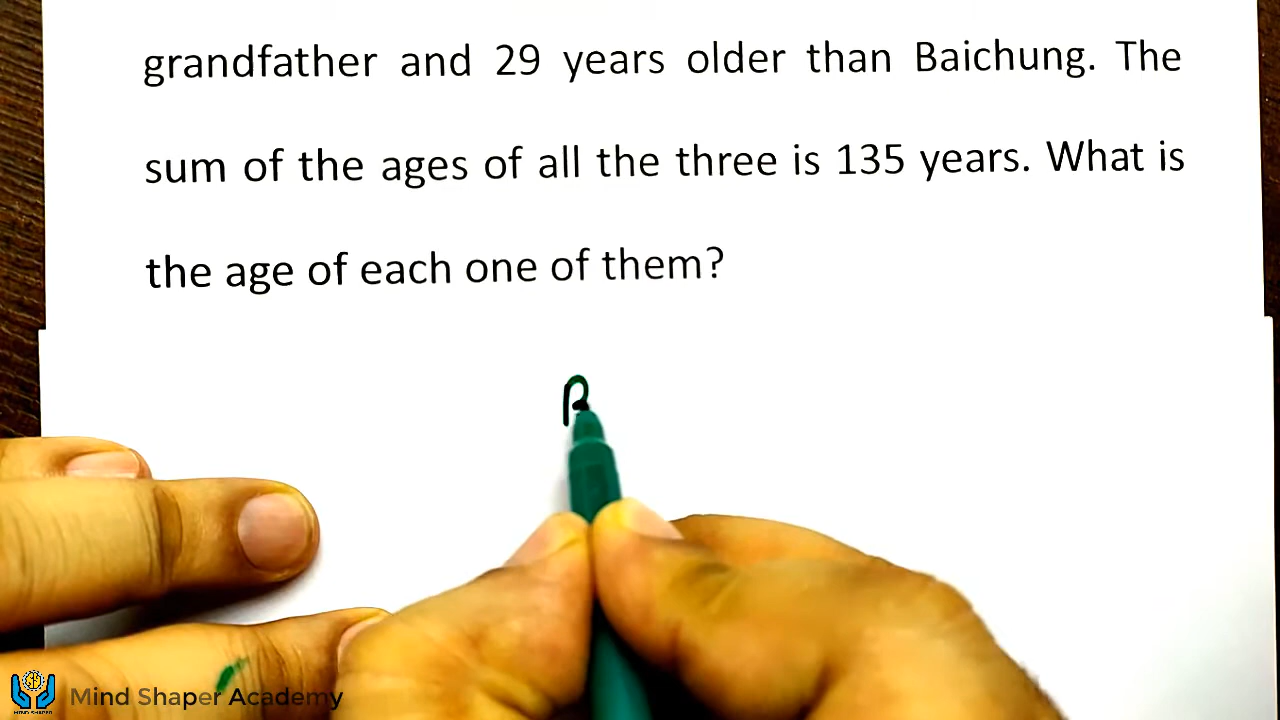 grandfather and 29 years older than Baichung. The
sum of the ages of all the three is 135 years. What is
the age of each one of them?
Mind Shaper Academy